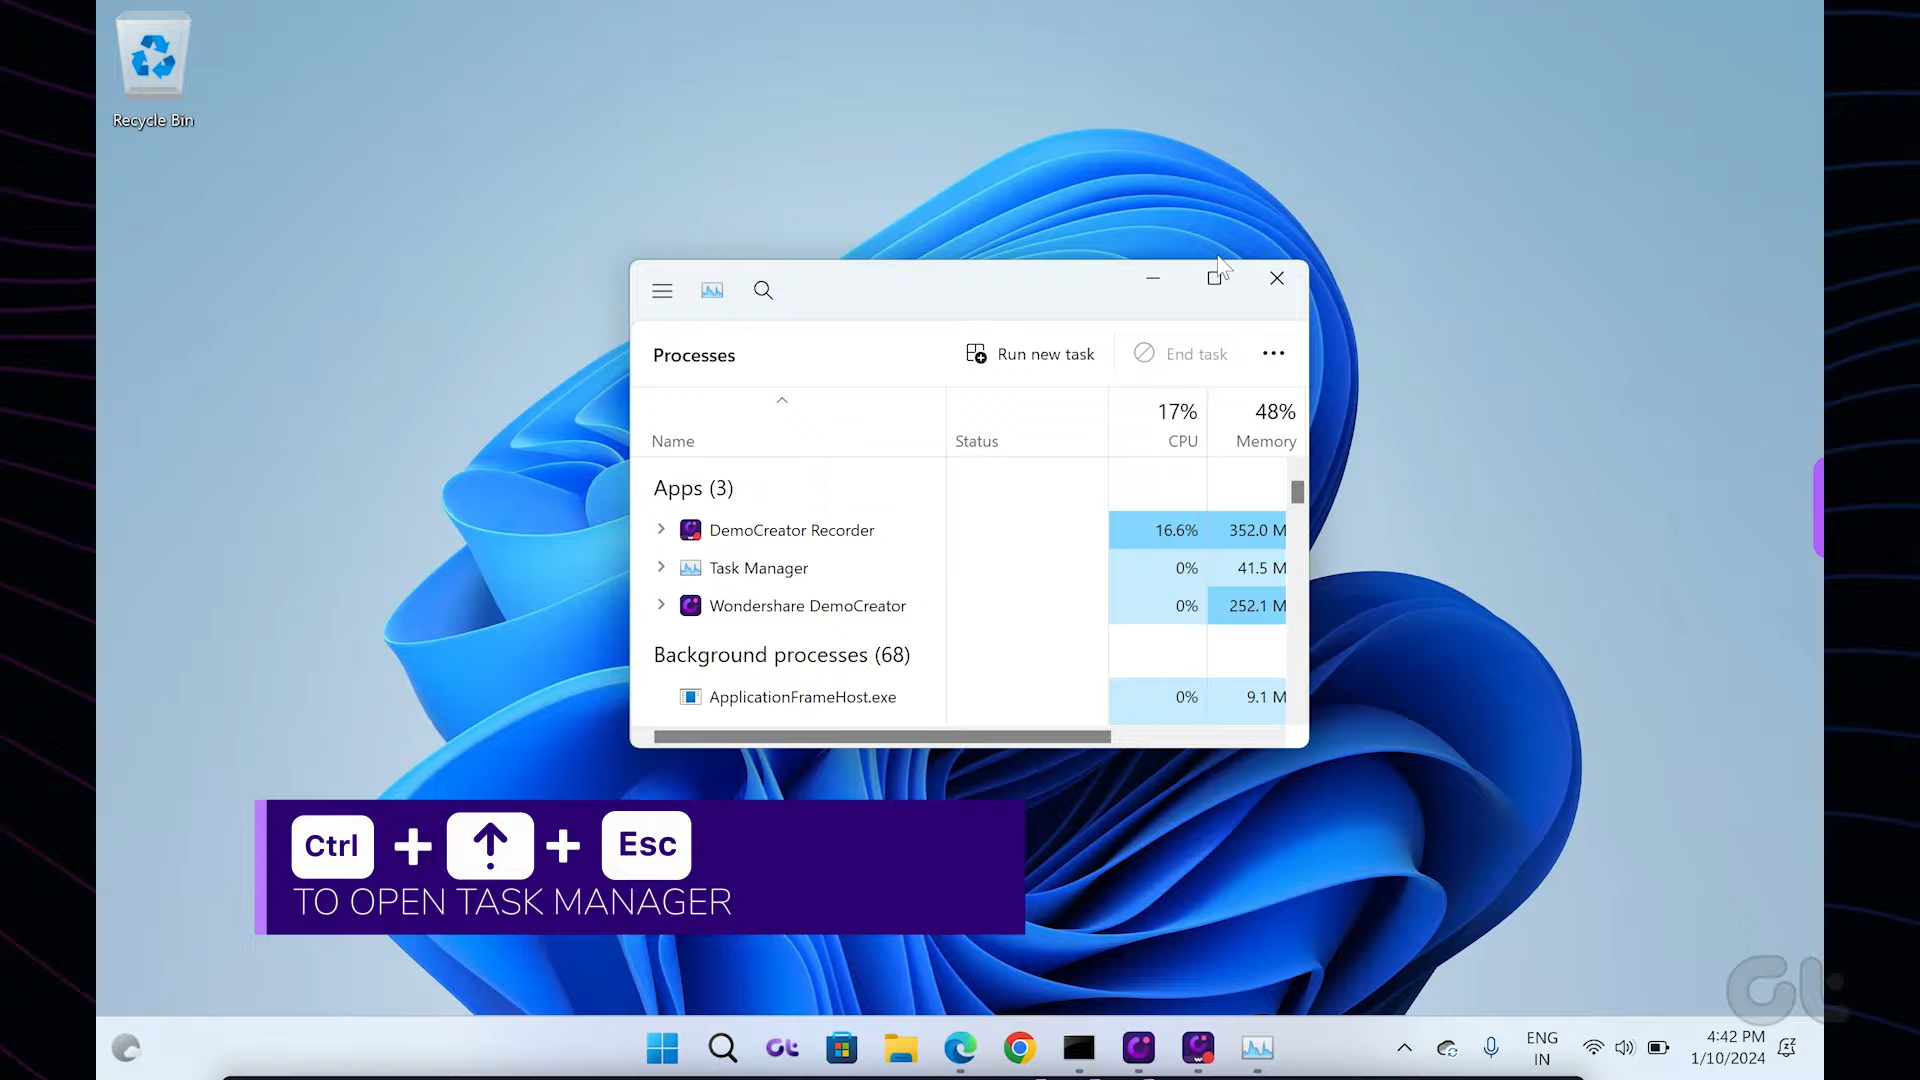 Recycle Bin
Processes
Run new task
End task
17%
48%
Name
Status
CPU
Memory
Apps (3)
DemoCreator Recorder
16.6%
352.0 M
Task Manager
0%
41.5 M
Wondershare DemoCreator
0%
252.1 M
Background processes (68)
ApplicationFrameHost.exe
0%
9.1 M
Ctrl + + Esc
TO OPEN TASK MANAGER
GT
ENG
IN
4:42 PM
1/10/2024